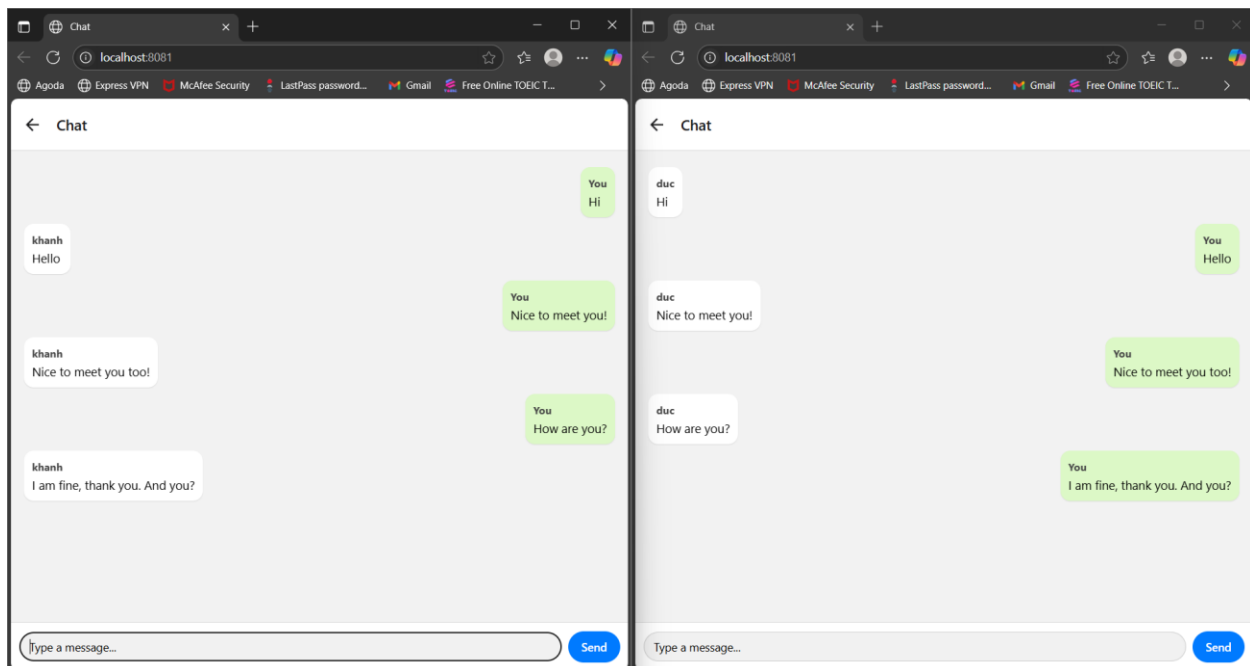 Chat
localhost:8081
Agoda Express VPN McAfee Security LastPass password... Gmail Free Online TOEIC T...
Chat
You
Hi
khanh
Hello
You
Nice to meet you!
khanh
Nice to meet you too!
You
How are you?
khanh
I am fine, thank you. And you?
Type a message...
Send
Chat
localhost:8081
Agoda Express VPN McAfee Security LastPass password... Gmail Free Online TOEIC T...
Chat
duc
Hi
You
Hello
duc
Nice to meet you!
You
Nice to meet you too!
duc
How are you?
You
I am fine, thank you. And you?
Type a message...
Send